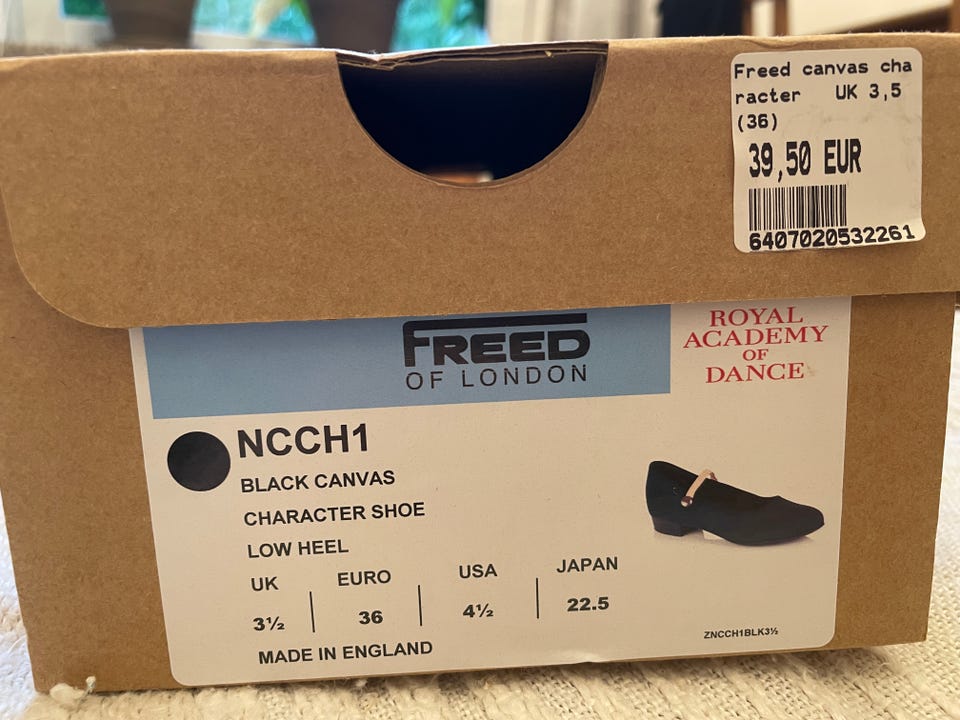 Freed canvas cha
racter UK 3,5
(36)
39,50 EUR
6407020532261
FREED
OF LONDON
ROYAL
ACADEMY
OF
DANCE
NCCH1
BLACK CANVAS
CHARACTER SHOE
LOW HEEL
UK EURO USA JAPAN
3½ 36 4½ 22.5
MADE IN ENGLAND
ZNCCH1BLK3½